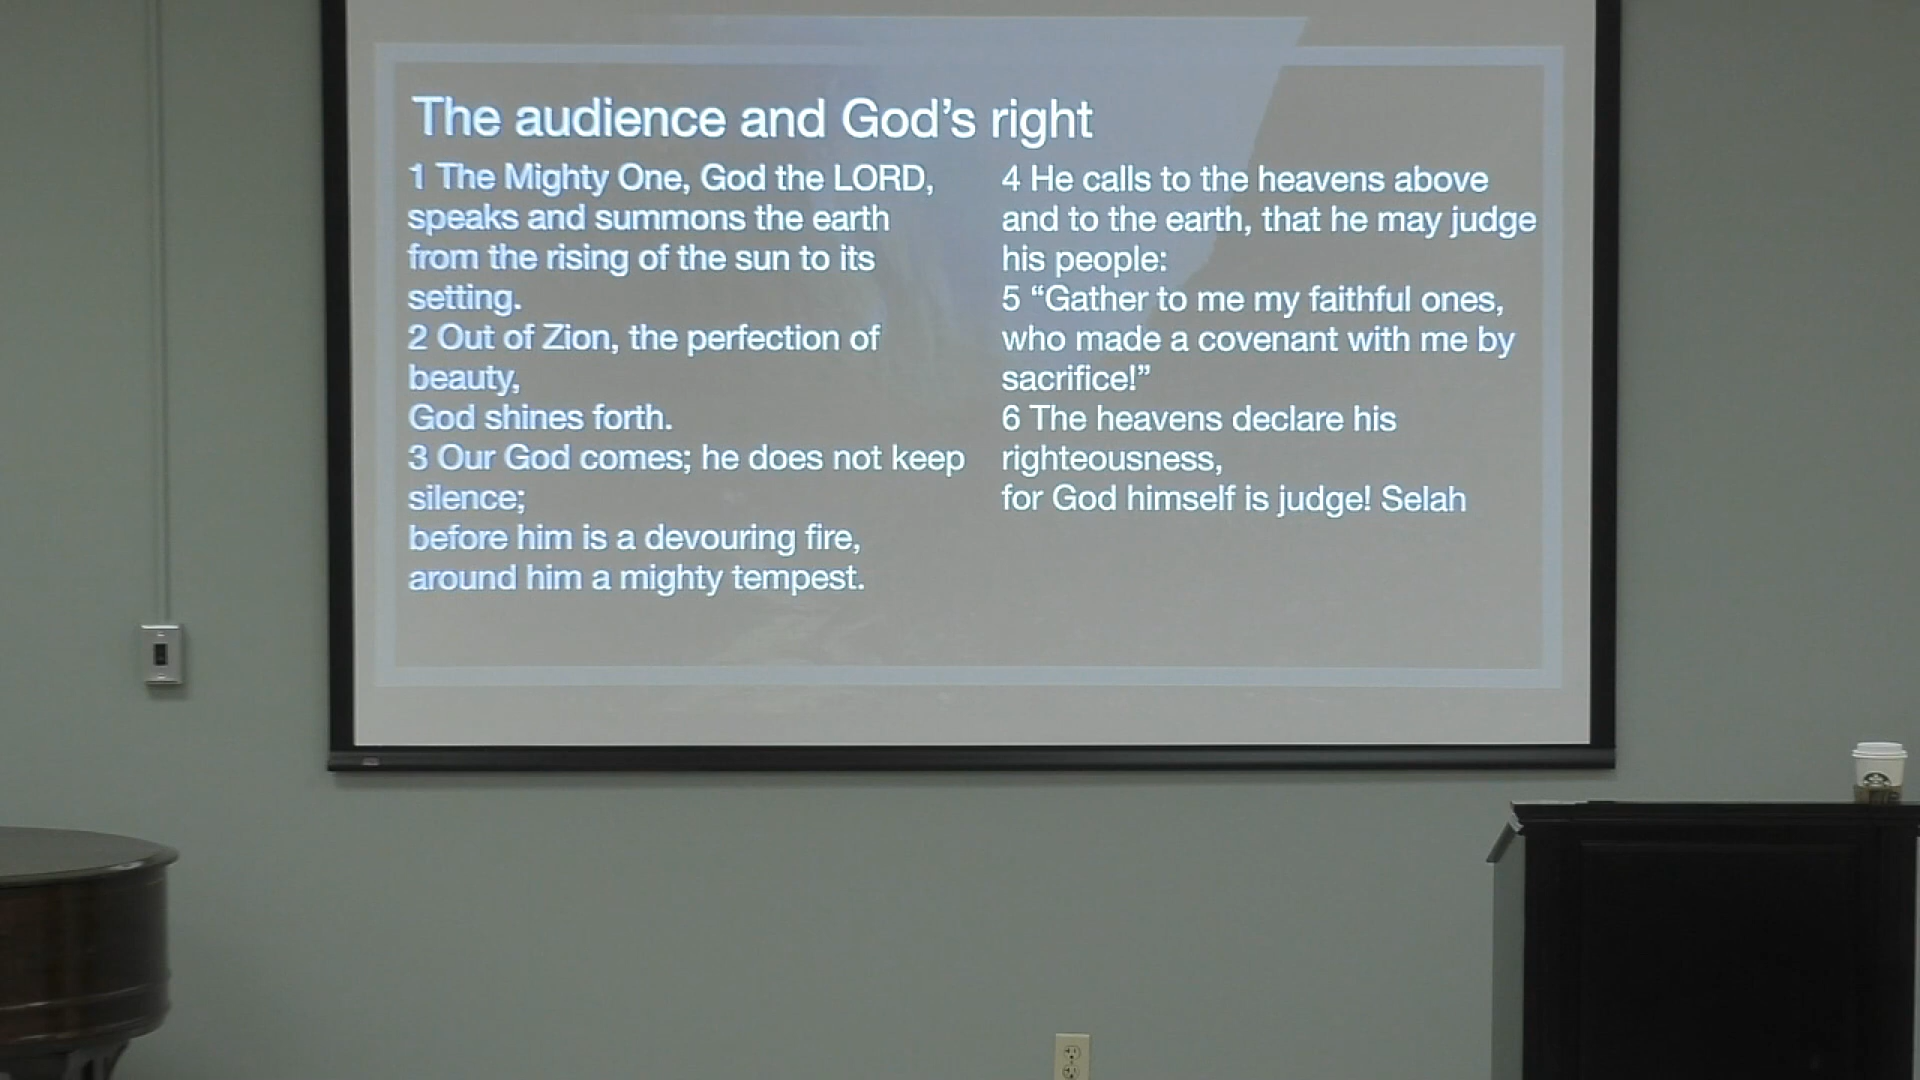 The audience and God's right
1 The Mighty One, God the LORD,
speaks and summons the earth
from the rising of the sun to its
setting.
2 Out of Zion, the perfection of
beauty,
God shines forth.
3 Our God comes; he does not keep
silence;
before him is a devouring fire,
around him a mighty tempest.
4 He calls to the heavens above
and to the earth, that he may judge
his people:
5 “Gather to me my faithful ones,
who made a covenant with me by
sacrifice!”
6 The heavens declare his
righteousness,
for God himself is judge! Selah